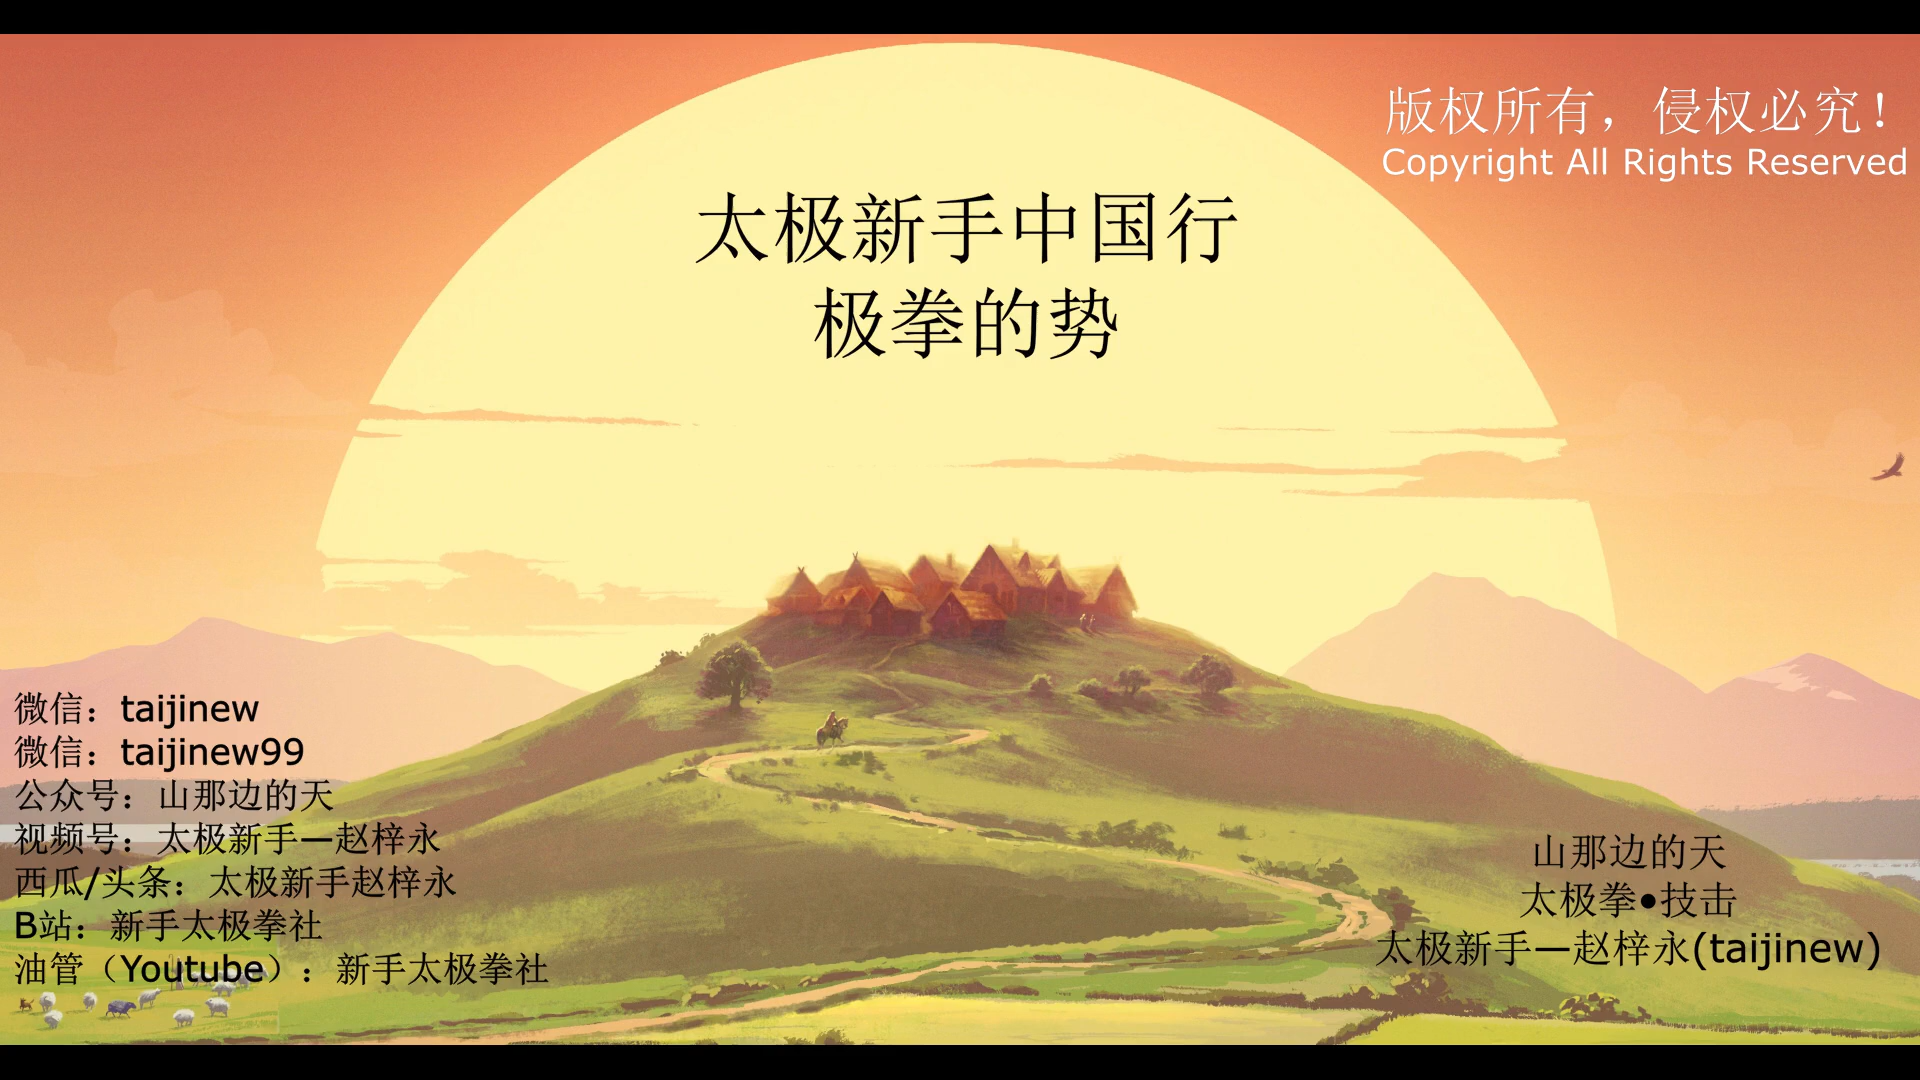 版权所有，侵权必究！
Copyright All Rights Reserved
太极新手中国行
极拳的势
微信：taijinew
微信：taijinew99
公众号：山那边的天
视频号：太极新手—赵梓永
西瓜/头条：太极新手赵梓永
B站：新手太极拳社
油管（Youtube）：新手太极拳社
山那边的天
太极拳•技击
太极新手—赵梓永(taijinew)